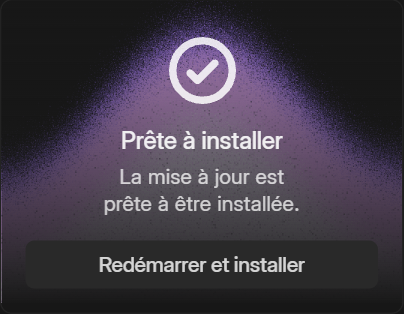 Prête à installer
La mise à jour est
prête à être installée.
Redémarrer et installer